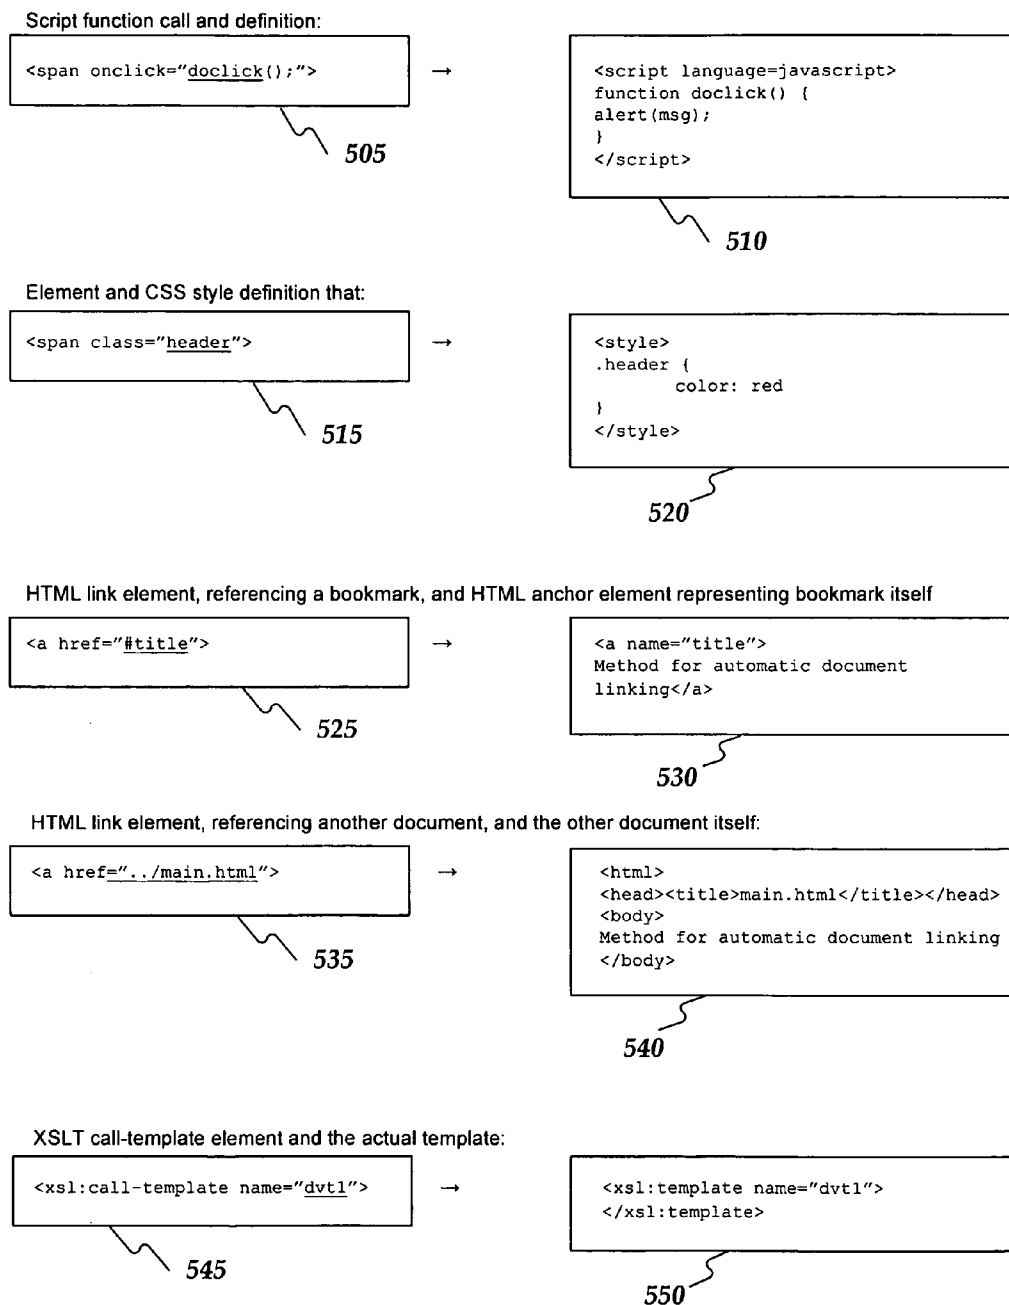 Script function call and definition:
<span onclick="doclick();">
→
<script language=javascript>
function doclick() {
alert(msg);
}
</script>
505
510
Element and CSS style definition that:
<span class="header">
→
<style>
.header {
color: red
}
</style>
515
520
HTML link element, referencing a bookmark, and HTML anchor element representing bookmark itself
<a href="#title">
→
<a name="title">
Method for automatic document
linking</a>
525
530
HTML link element, referencing another document, and the other document itself:
<a href="../main.html">
→
<html>
<head><title>main.html</title></head>
<body>
Method for automatic document linking
</body>
535
540
XSLT call-template element and the actual template:
<xsl:call-template name="dvt1">
→
<xsl:template name="dvt1">
</xsl:template>
545
550